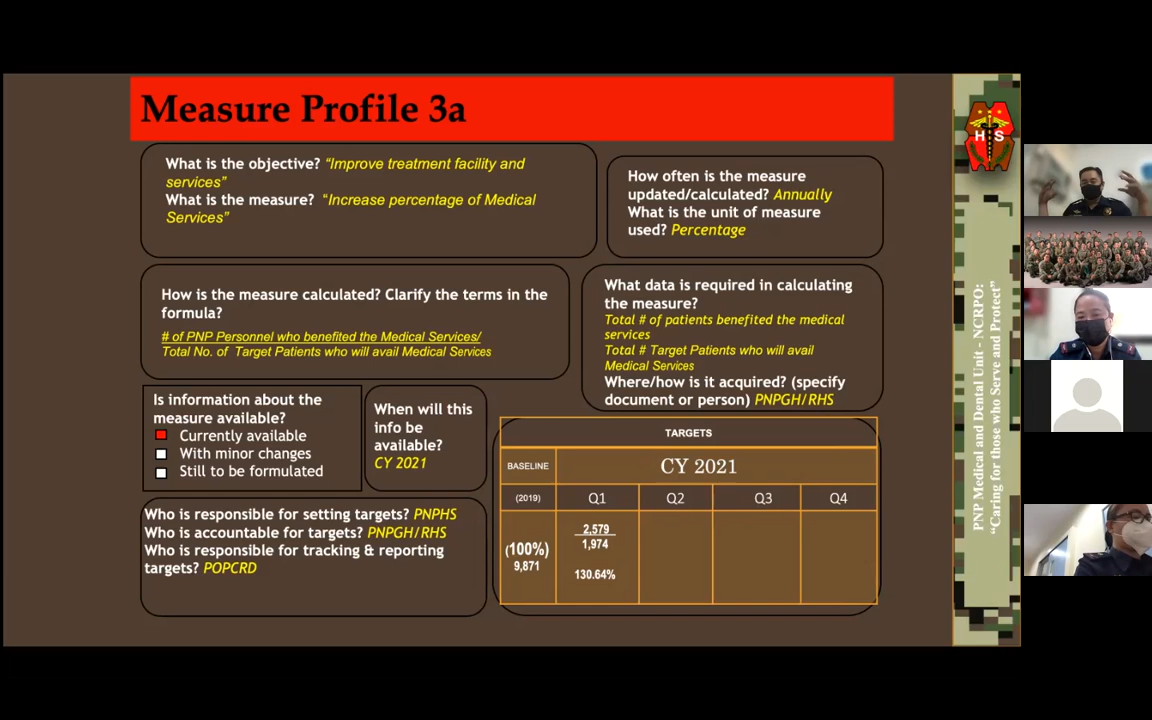 Measure Profile 3a
What is the objective? “Improve treatment facility and
services”
What is the measure? “Increase percentage of Medical
Services”
How often is the measure
updated/calculated? Annually
What is the unit of measure
used? Percentage
How is the measure calculated? Clarify the terms in the
formula?
# of PNP Personnel who benefited the Medical Services/
Total No. of Target Patients who will avail Medical Services
What data is required in calculating
the measure?
Total # of patients benefited the medical
services
Total # Target Patients who will avail
Medical Services
Where/how is it acquired? (specify
document or person) PNPGH/RHS
Is information about the
measure available?
Currently available
With minor changes
Still to be formulated
When will this
info be
available?
CY 2021
Who is responsible for setting targets? PNPHS
Who is accountable for targets? PNPGH/RHS
Who is responsible for tracking & reporting
targets? POPCRD
TARGETS
BASELINE
CY 2021
(2019)
Q1
Q2
Q3
Q4
(100%)
9,871
2,579
1,974
130.64%
H S
PNP Medical and Dental Unit - NCRPO:
“Caring for those who Serve and Protect”